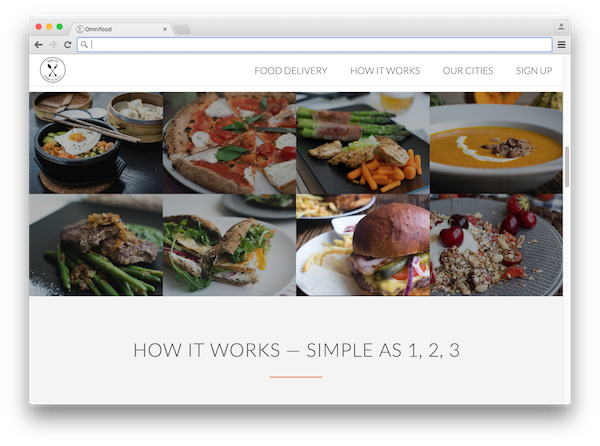 Omnifood
FOOD DELIVERY
HOW IT WORKS
OUR CITIES
SIGN UP
HOW IT WORKS — SIMPLE AS 1, 2, 3